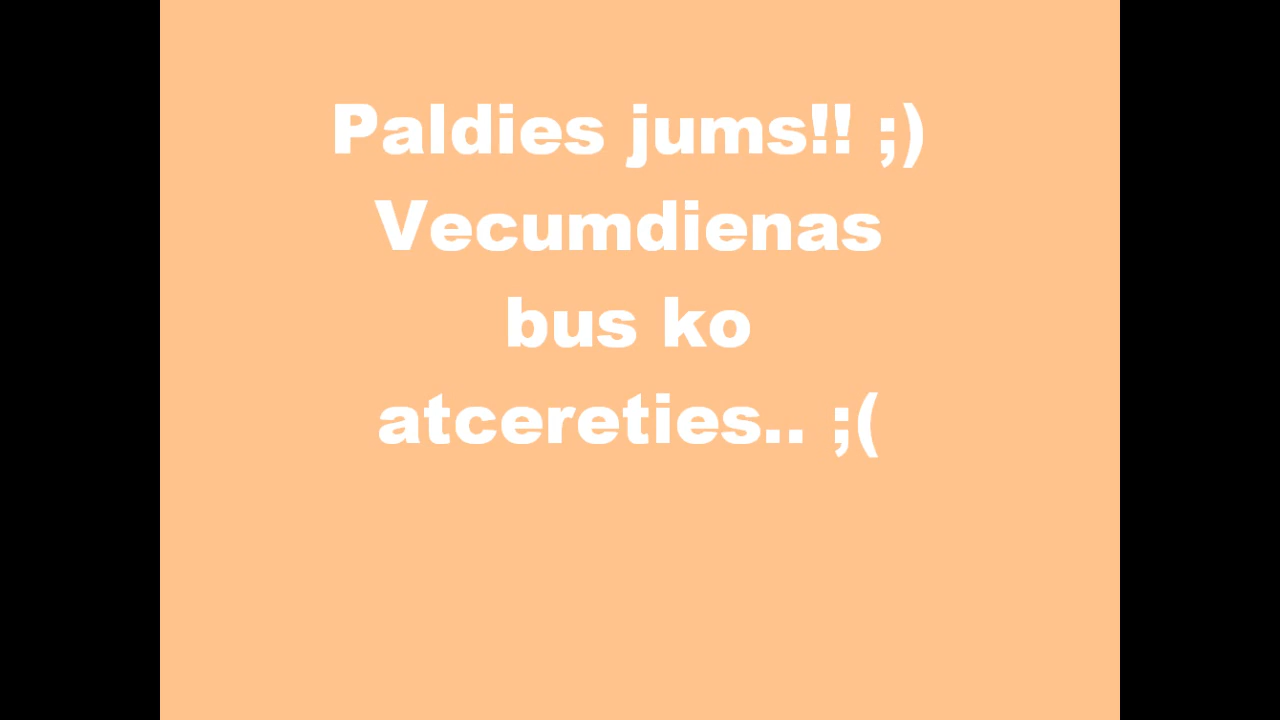 Paldies jums!! ;)
Vecumdienas
bus ko
atcereties.. ;(